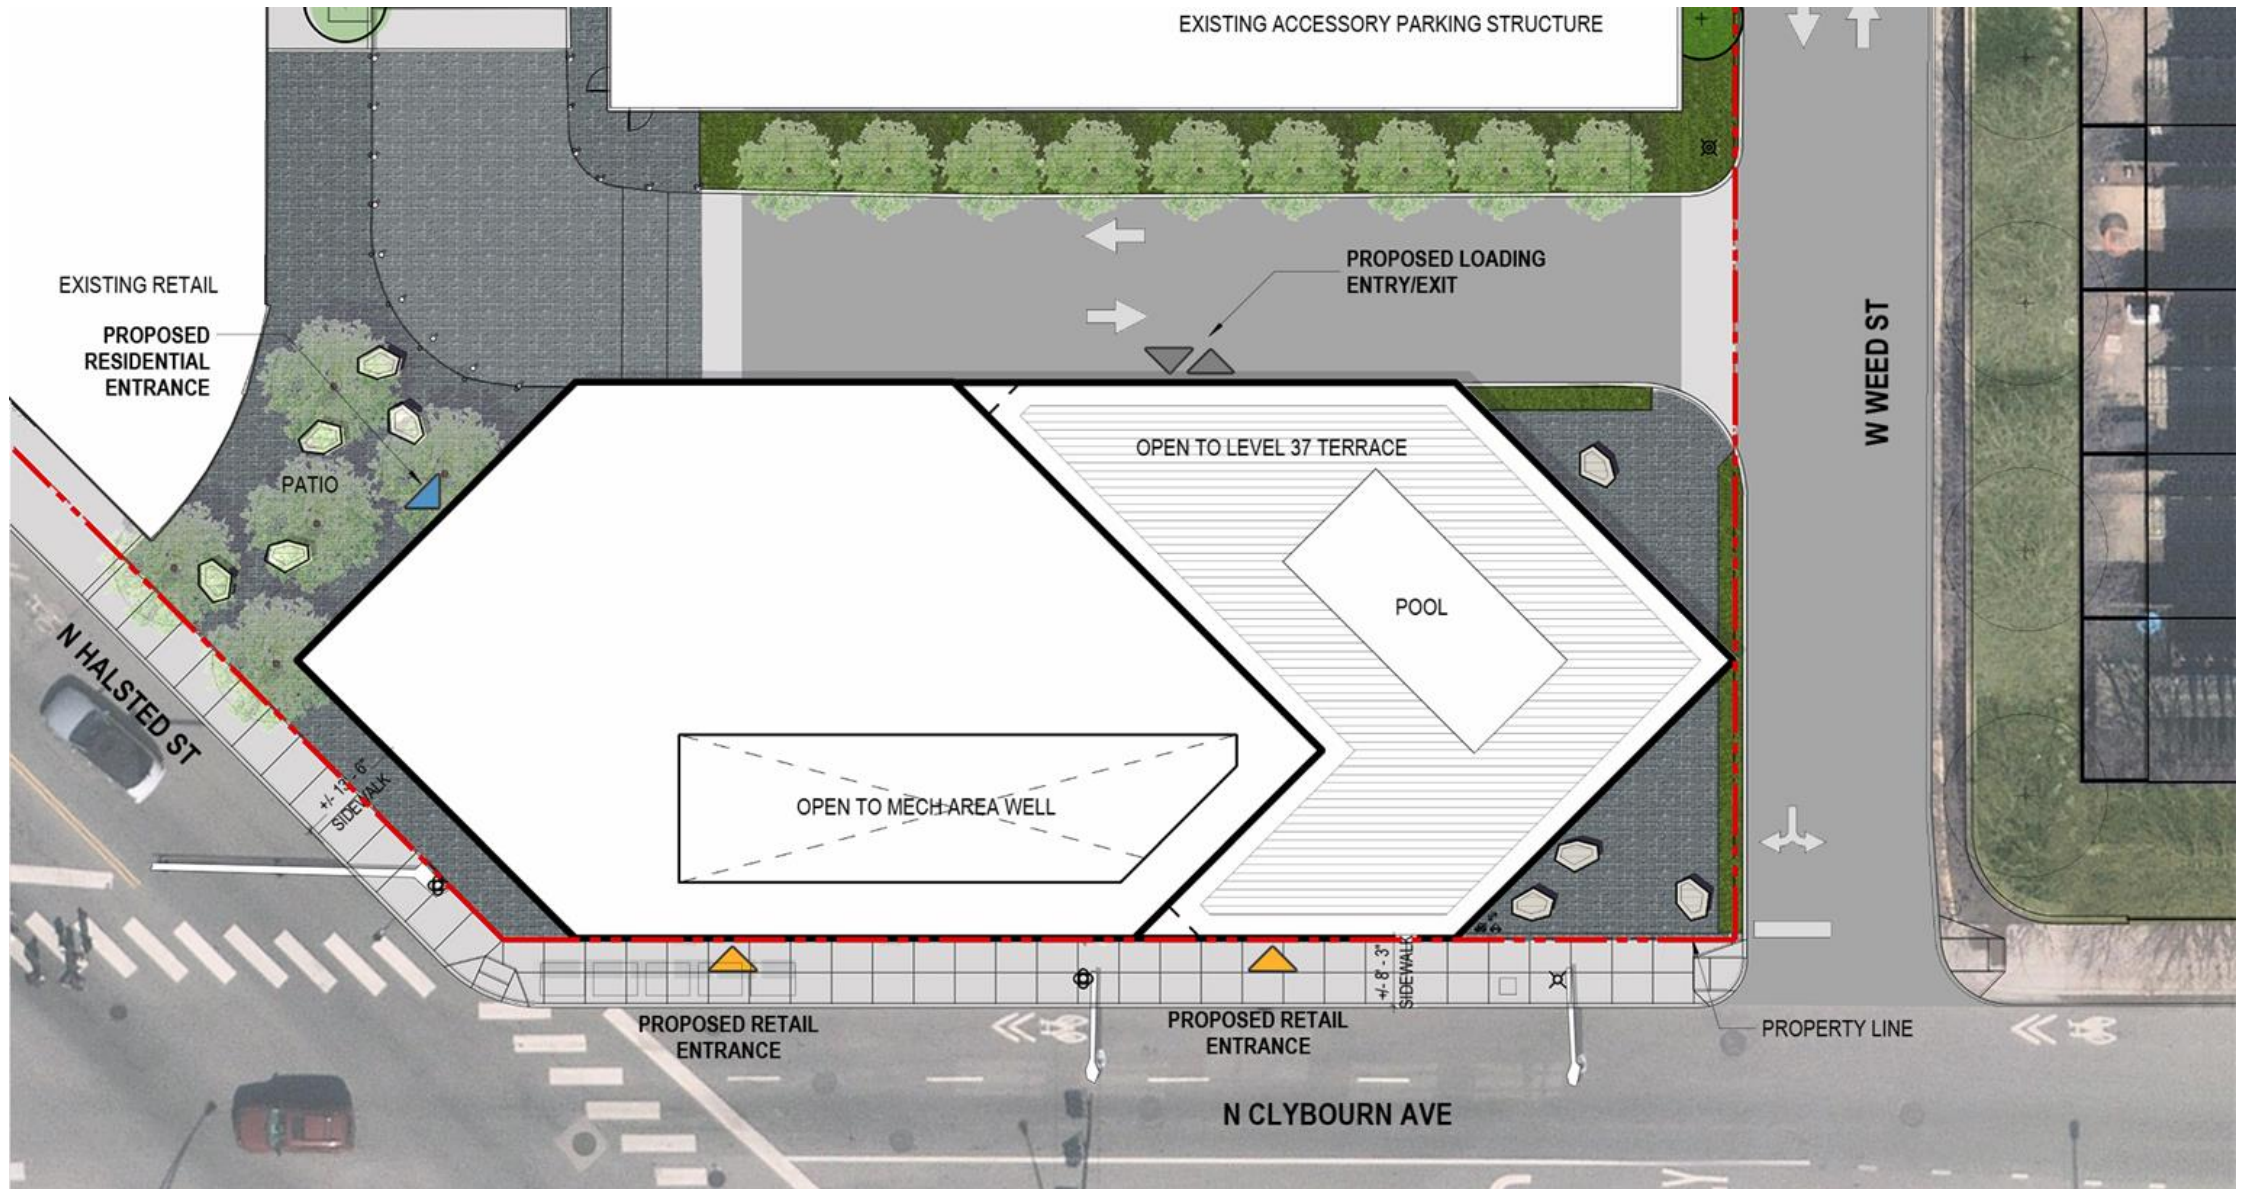 EXISTING ACCESSORY PARKING STRUCTURE
PROPOSED LOADING
ENTRY/EXIT
EXISTING RETAIL
PROPOSED
RESIDENTIAL
ENTRANCE
W WEED ST
OPEN TO LEVEL 37 TERRACE
PATIO
POOL
N HALSTED ST
+/- 13' - 6"
SIDEWALK
OPEN TO MECH AREA WELL
+/- 8' - 3"
SIDEWALK
PROPOSED RETAIL
ENTRANCE
PROPOSED RETAIL
ENTRANCE
PROPERTY LINE
N CLYBOURN AVE